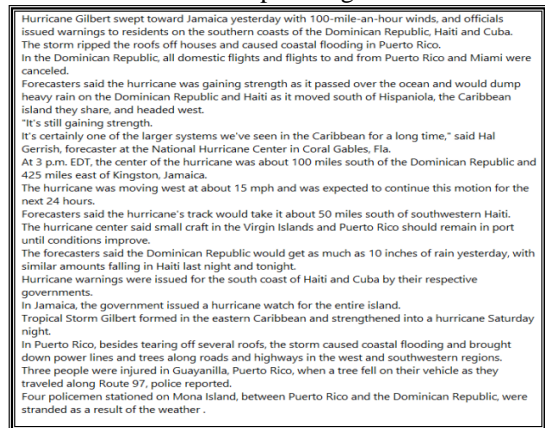 Hurricane Gilbert swept toward Jamaica yesterday with 100-mile-an-hour winds, and officials
issued warnings to residents on the southern coasts of the Dominican Republic, Haiti and Cuba.
The storm ripped the roofs off houses and caused coastal flooding in Puerto Rico.
In the Dominican Republic, all domestic flights and flights to and from Puerto Rico and Miami were
canceled.
Forecasters said the hurricane was gaining strength as it passed over the ocean and would dump
heavy rain on the Dominican Republic and Haiti as it moved south of Hispaniola, the Caribbean
island they share, and headed west.
"It's still gaining strength.
It's certainly one of the larger systems we've seen in the Caribbean for a long time," said Hal
Gerrish, forecaster at the National Hurricane Center in Coral Gables, Fla.
At 3 p.m. EDT, the center of the hurricane was about 100 miles south of the Dominican Republic and
425 miles east of Kingston, Jamaica.
The hurricane was moving west at about 15 mph and was expected to continue this motion for the
next 24 hours.
Forecasters said the hurricane's track would take it about 50 miles south of southwestern Haiti.
The hurricane center said small craft in the Virgin Islands and Puerto Rico should remain in port
until conditions improve.
The forecasters said the Dominican Republic would get as much as 10 inches of rain yesterday, with
similar amounts falling in Haiti last night and tonight.
Hurricane warnings were issued for the south coast of Haiti and Cuba by their respective
governments.
In Jamaica, the government issued a hurricane watch for the entire island.
Tropical Storm Gilbert formed in the eastern Caribbean and strengthened into a hurricane Saturday
night.
In Puerto Rico, besides tearing off several roofs, the storm caused coastal flooding and brought
down power lines and trees along roads and highways in the west and southwestern regions.
Three people were injured in Guayanilla, Puerto Rico, when a tree fell on their vehicle as they
traveled along Route 97, police reported.
Four policemen stationed on Mona Island, between Puerto Rico and the Dominican Republic, were
stranded as a result of the weather .